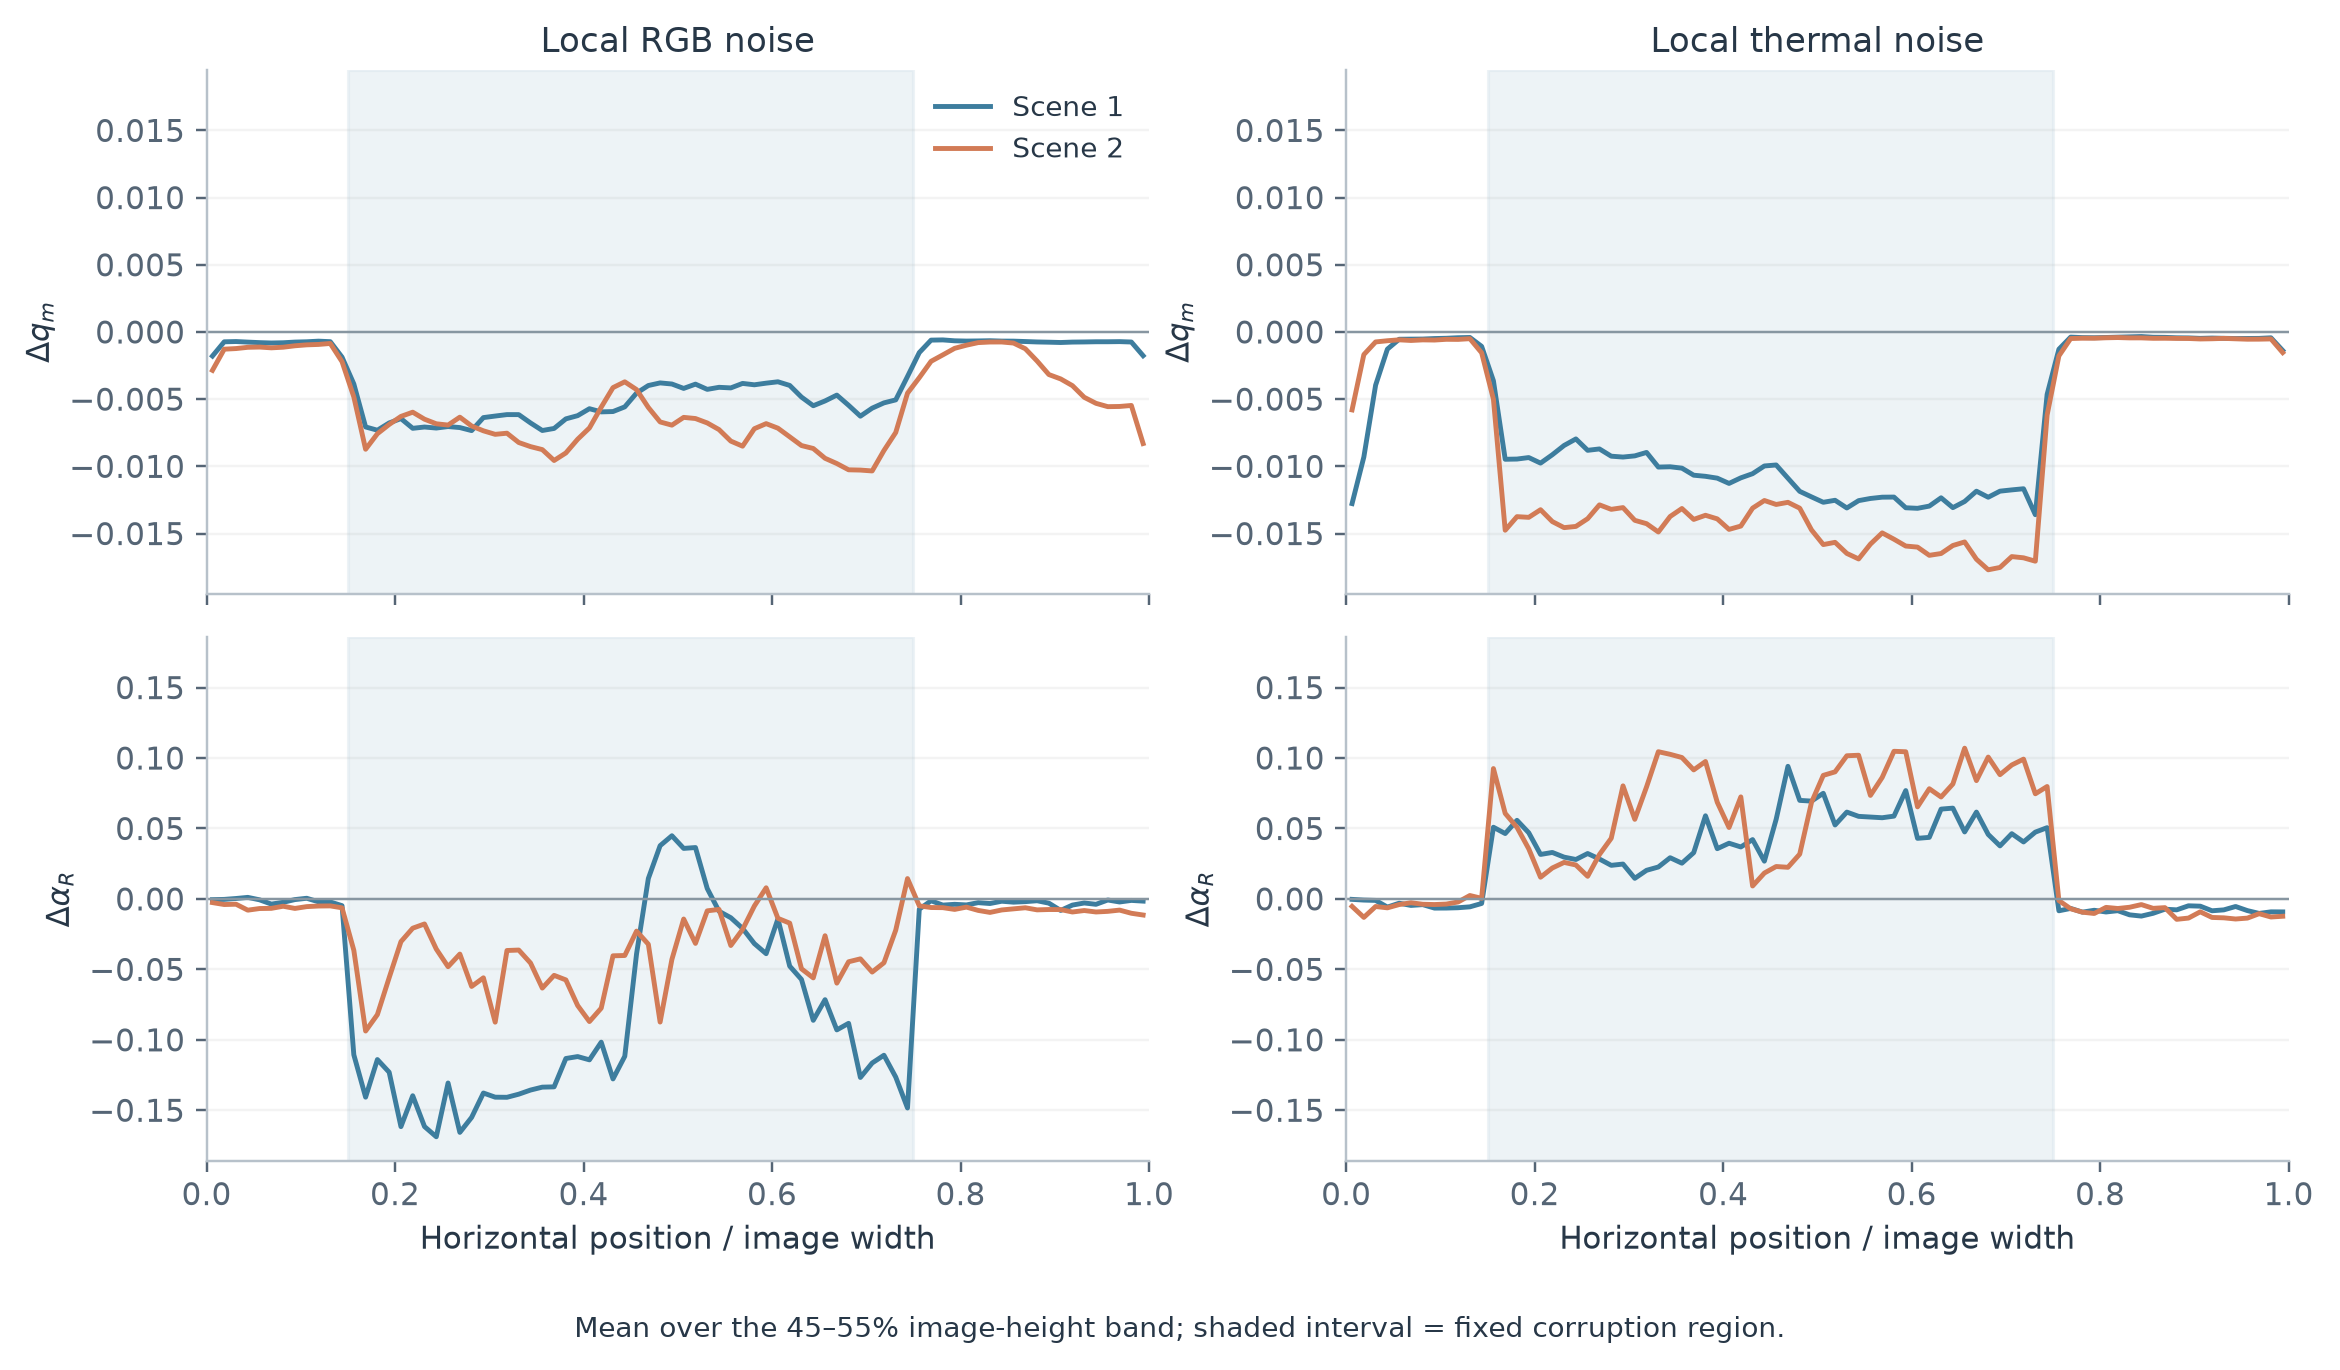 Local RGB noise
Local thermal noise
Scene 1
Scene 2
0.015
0.010
0.005
0.000
−0.005
−0.010
−0.015
Δqm
0.015
0.010
0.005
0.000
−0.005
−0.010
−0.015
Δqm
0.15
0.10
0.05
0.00
−0.05
−0.10
−0.15
ΔαR
0.0 0.2 0.4 0.6 0.8 1.0
Horizontal position / image width
0.15
0.10
0.05
0.00
−0.05
−0.10
−0.15
ΔαR
0.0 0.2 0.4 0.6 0.8 1.0
Horizontal position / image width
Mean over the 45–55% image-height band; shaded interval = fixed corruption region.